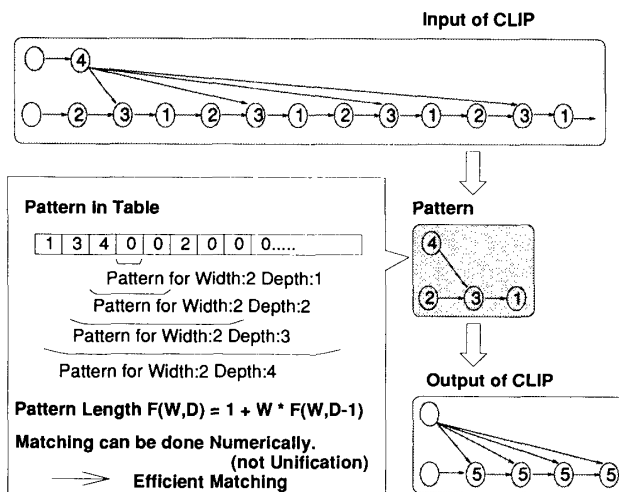 Input of CLIP
4
2 3 1 2 3 1 2 3 1 2 3 1
Pattern in Table
1 3 4 0 0 2 0 0 0.....
Pattern for Width:2 Depth:1
Pattern for Width:2 Depth:2
Pattern for Width:2 Depth:3
Pattern for Width:2 Depth:4
Pattern Length F(W,D) = 1 + W * F(W,D-1)
Matching can be done Numerically.
(not Unification)
Efficient Matching
Pattern
4
2 3 1
Output of CLIP
5 5 5 5